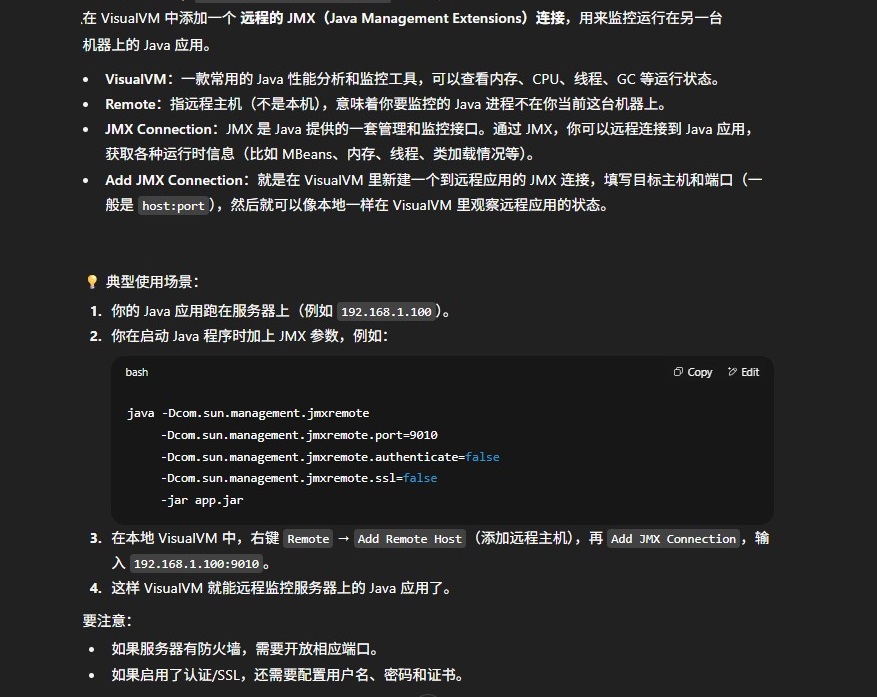 在 VisualVM 中添加一个 远程的 JMX（Java Management Extensions）连接，用来监控运行在另一台
机器上的 Java 应用。
• VisualVM：一款常用的 Java 性能分析和监控工具，可以查看内存、CPU、线程、GC 等运行状态。
• Remote：指远程主机（不是本机），意味着你要监控的 Java 进程不在你当前这台机器上。
• JMX Connection：JMX 是 Java 提供的一套管理和监控接口。通过 JMX，你可以远程连接到 Java 应用，
获取各种运行时信息（比如 MBeans、内存、线程、类加载情况等）。
• Add JMX Connection：就是在 VisualVM 里新建一个到远程应用的 JMX 连接，填写目标主机和端口（一
般是 host:port），然后就可以像本地一样在 VisualVM 里观察远程应用的状态。
💡 典型使用场景：
1. 你的 Java 应用跑在服务器上（例如 192.168.1.100）。
2. 你在启动 Java 程序时加上 JMX 参数，例如：
bash Copy Edit
java -Dcom.sun.management.jmxremote
-Dcom.sun.management.jmxremote.port=9010
-Dcom.sun.management.jmxremote.authenticate=false
-Dcom.sun.management.jmxremote.ssl=false
-jar app.jar
3. 在本地 VisualVM 中，右键 Remote → Add Remote Host（添加远程主机），再 Add JMX Connection，输
入 192.168.1.100:9010。
4. 这样 VisualVM 就能远程监控服务器上的 Java 应用了。
要注意：
• 如果服务器有防火墙，需要开放相应端口。
• 如果启用了认证/SSL，还需要配置用户名、密码和证书。